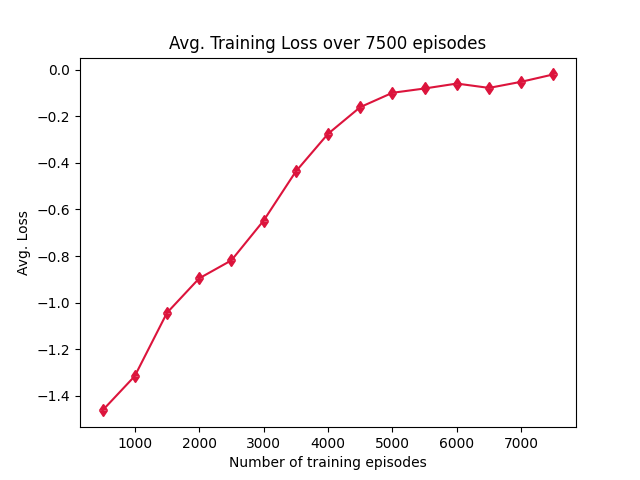 Avg. Training Loss over 7500 episodes
0.0
−0.2
−0.4
−0.6
−0.8
−1.0
−1.2
−1.4
Avg. Loss
1000 2000 3000 4000 5000 6000 7000
Number of training episodes